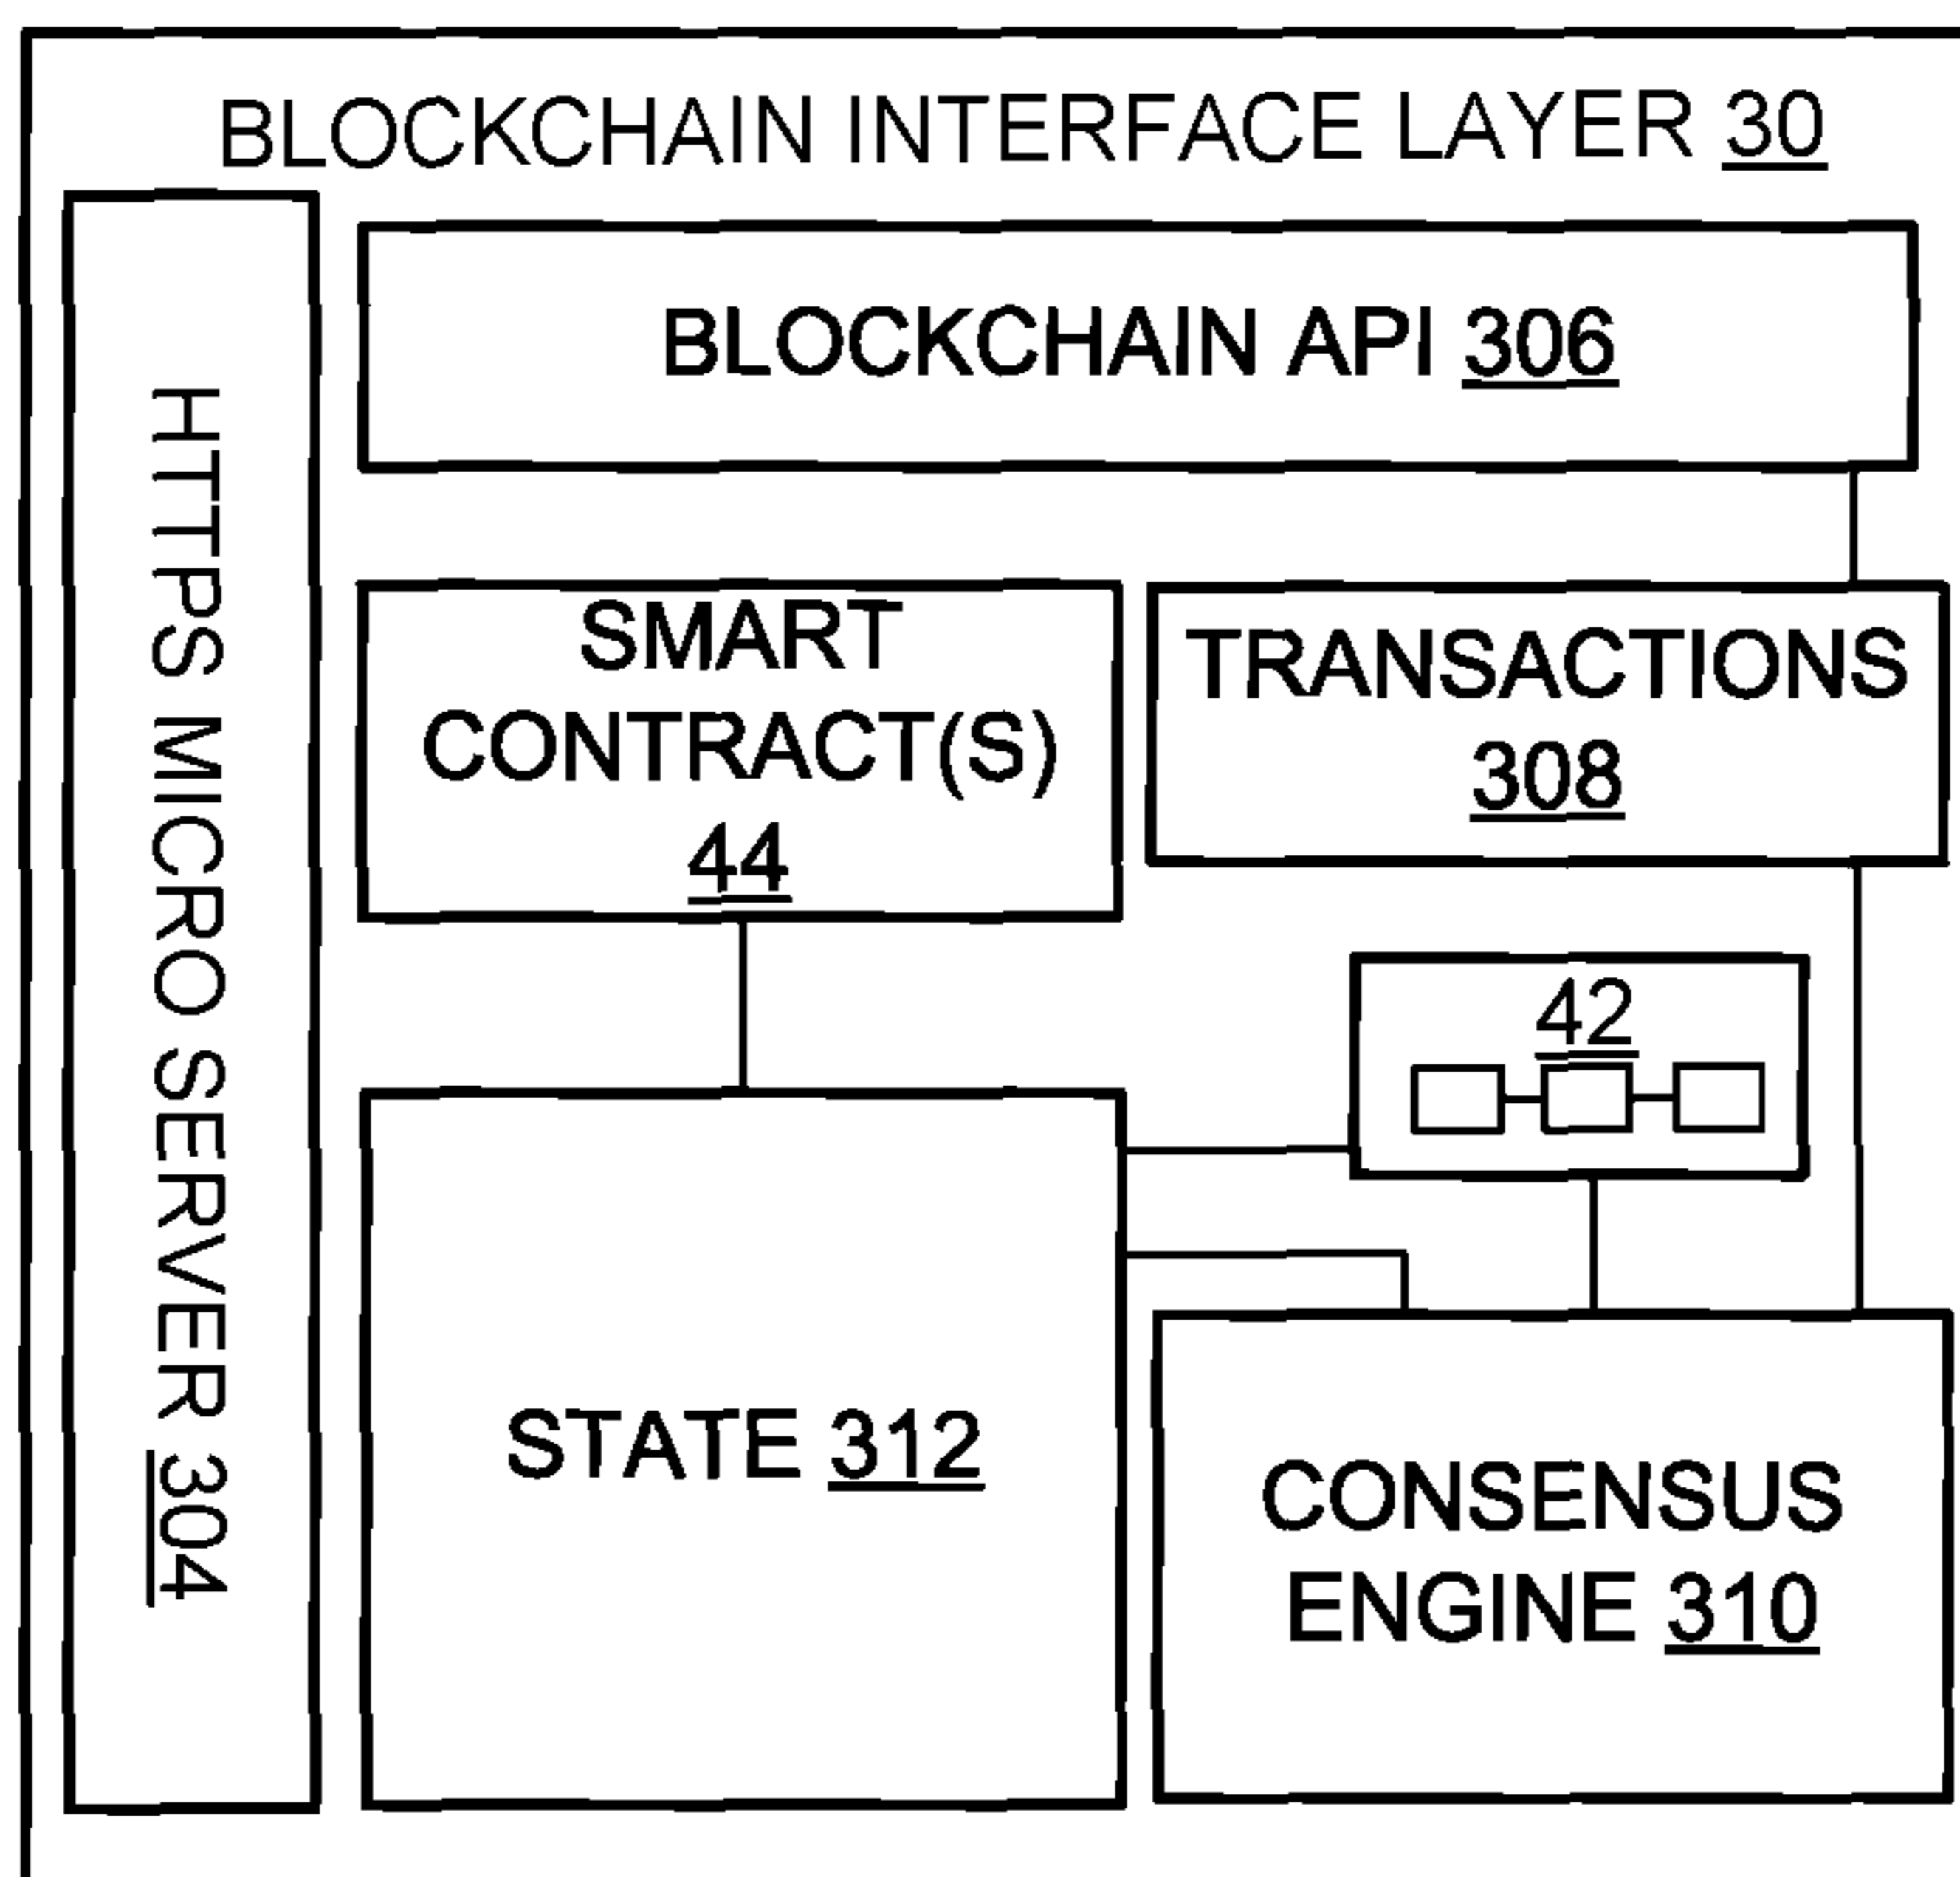 BLOCKCHAIN INTERFACE LAYER 30
HTTPS MICRO SERVER 304
BLOCKCHAIN API 306
SMART
CONTRACT(S)
44
TRANSACTIONS
308
42
STATE 312
CONSENSUS
ENGINE 310